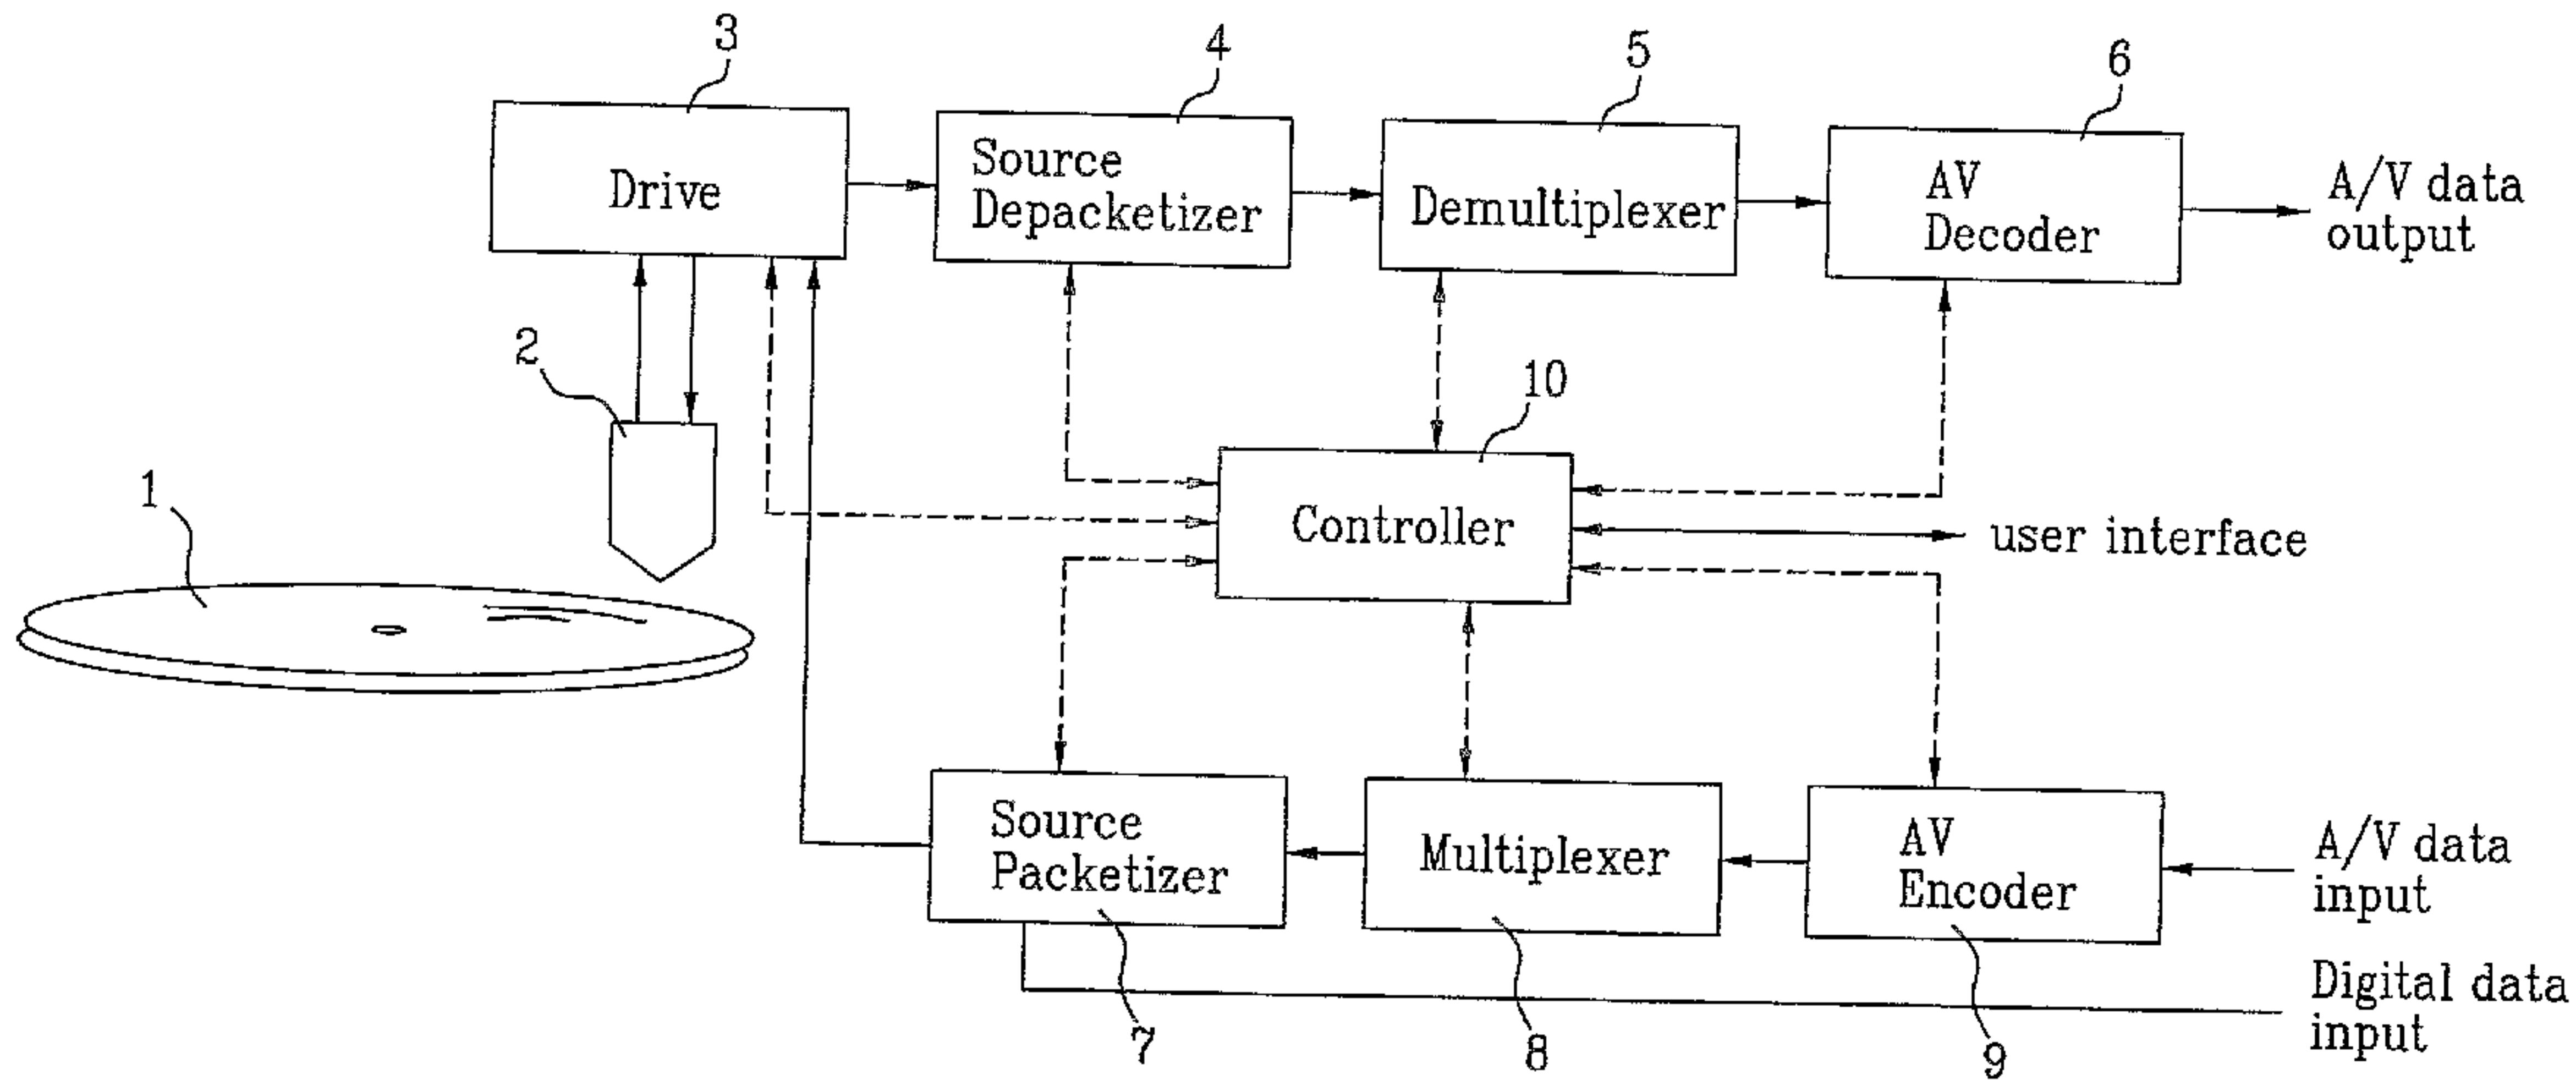 3
4
5
6
Drive
Source
Depacketizer
Demultiplexer
AV
Decoder
A/V data
output
2
10
1
Controller
user interface
Source
Packetizer
Multiplexer
AV
Encoder
A/V data
input
Digital data
input
7
8
9